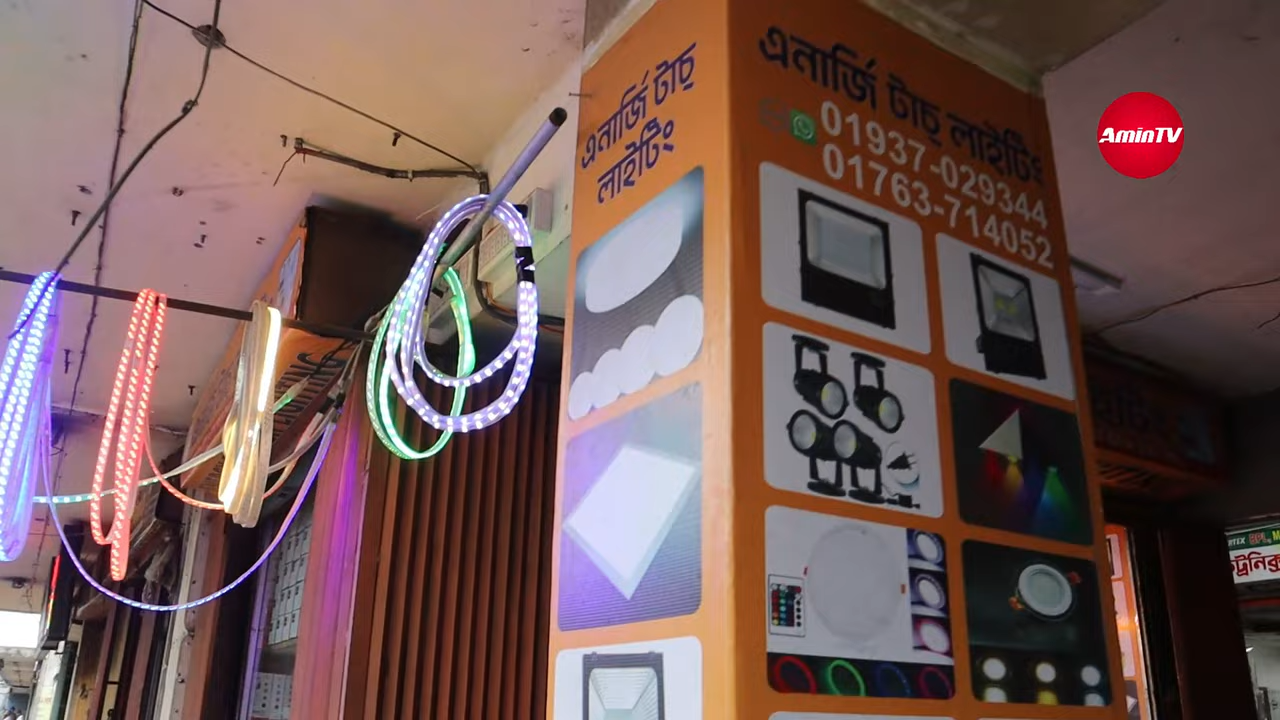 এনার্জি টাচ্
লাইটিং
এনার্জি টাচ্ লাইটিং
01937-029344
01763-714052
AminTV